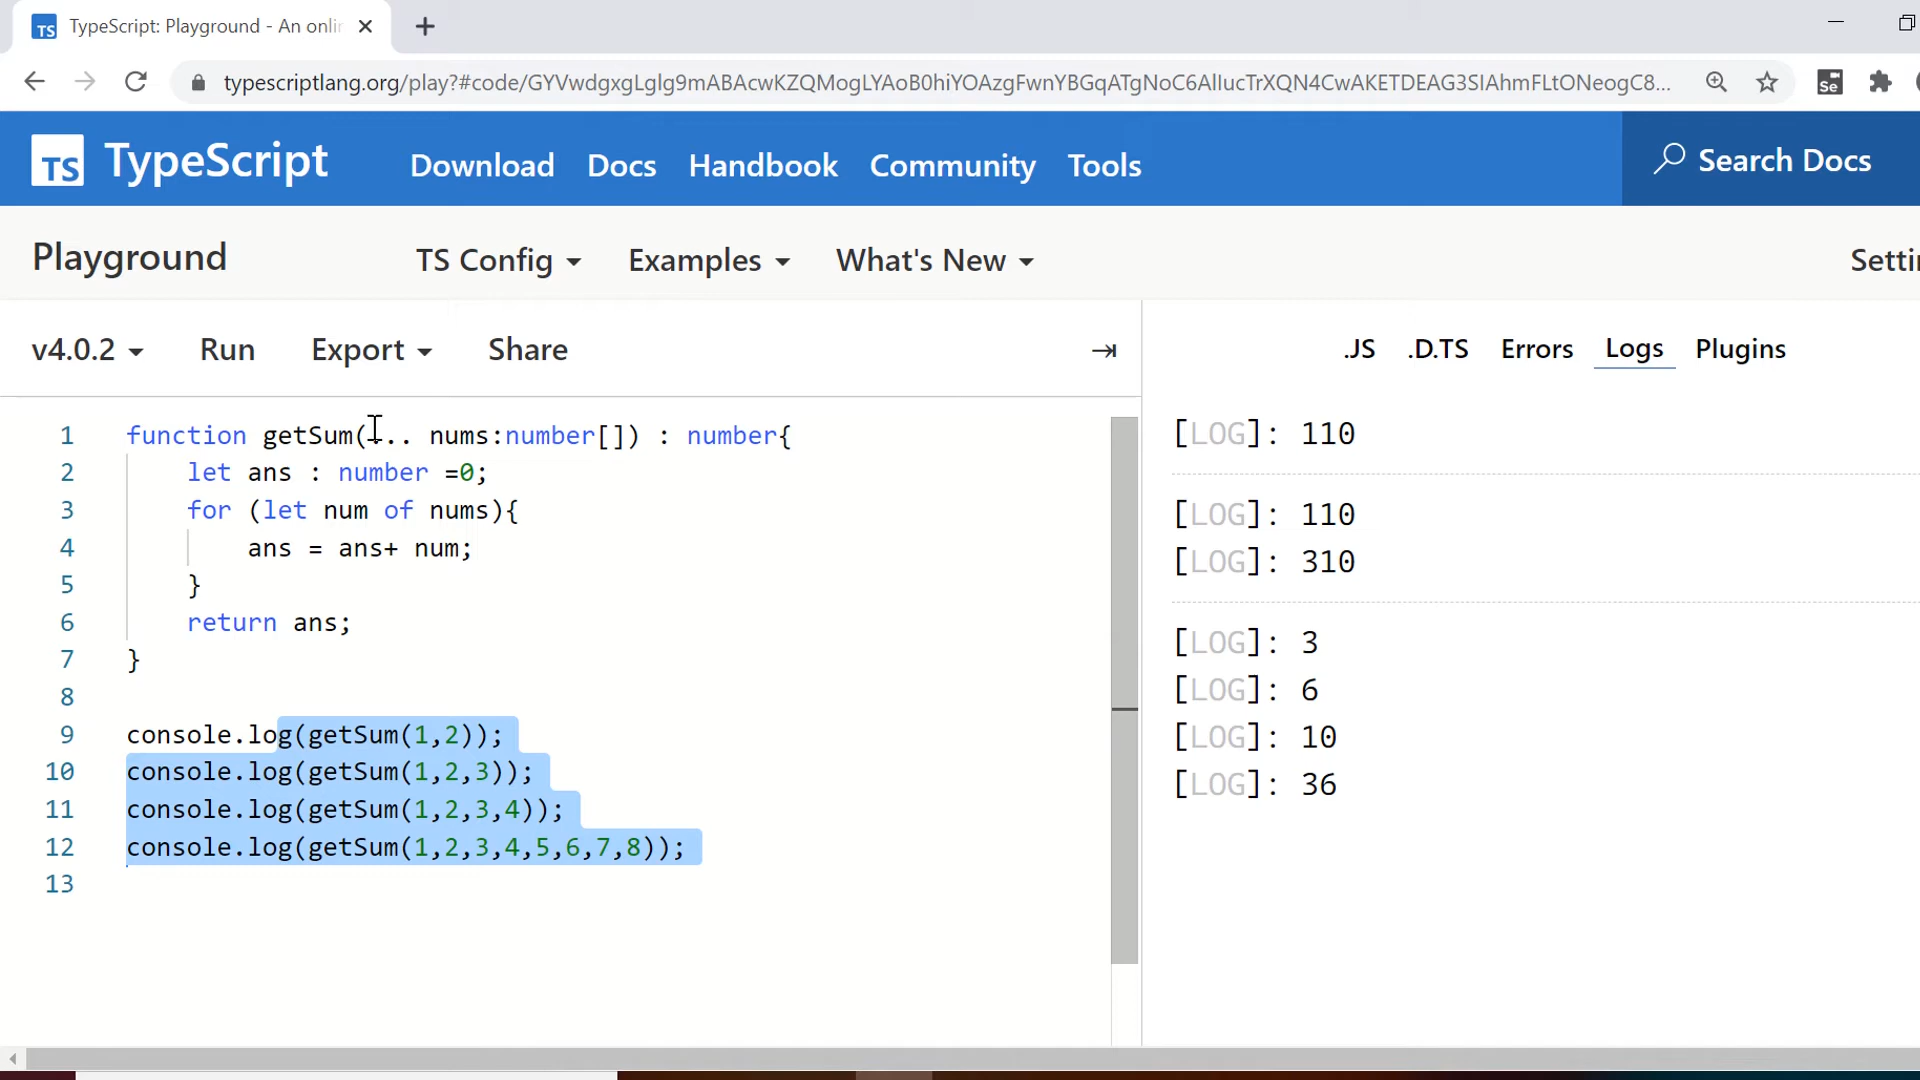 TypeScript: Playground - An onlin
typescriptlang.org/play?#code/GYVwdgxgLglg9mABAcwKZQMogLYAoB0hiYOAzgFwnYBGqATgNoC6AllucTrXQN4CwAKETDEAG3SIAhmFLtONeogC8...
TS TypeScript Download Docs Handbook Community Tools Search Docs
Playground TS Config Examples What's New Setti
v4.0.2 Run Export Share
.JS .D.TS Errors Logs Plugins
1 function getSum(... nums:number[]) : number{
2 let ans : number =0;
3 for (let num of nums){
4 ans = ans+ num;
5 }
6 return ans;
7 }
8
9 console.log(getSum(1,2));
10 console.log(getSum(1,2,3));
11 console.log(getSum(1,2,3,4));
12 console.log(getSum(1,2,3,4,5,6,7,8));
13
[LOG]: 110
[LOG]: 110
[LOG]: 310
[LOG]: 3
[LOG]: 6
[LOG]: 10
[LOG]: 36